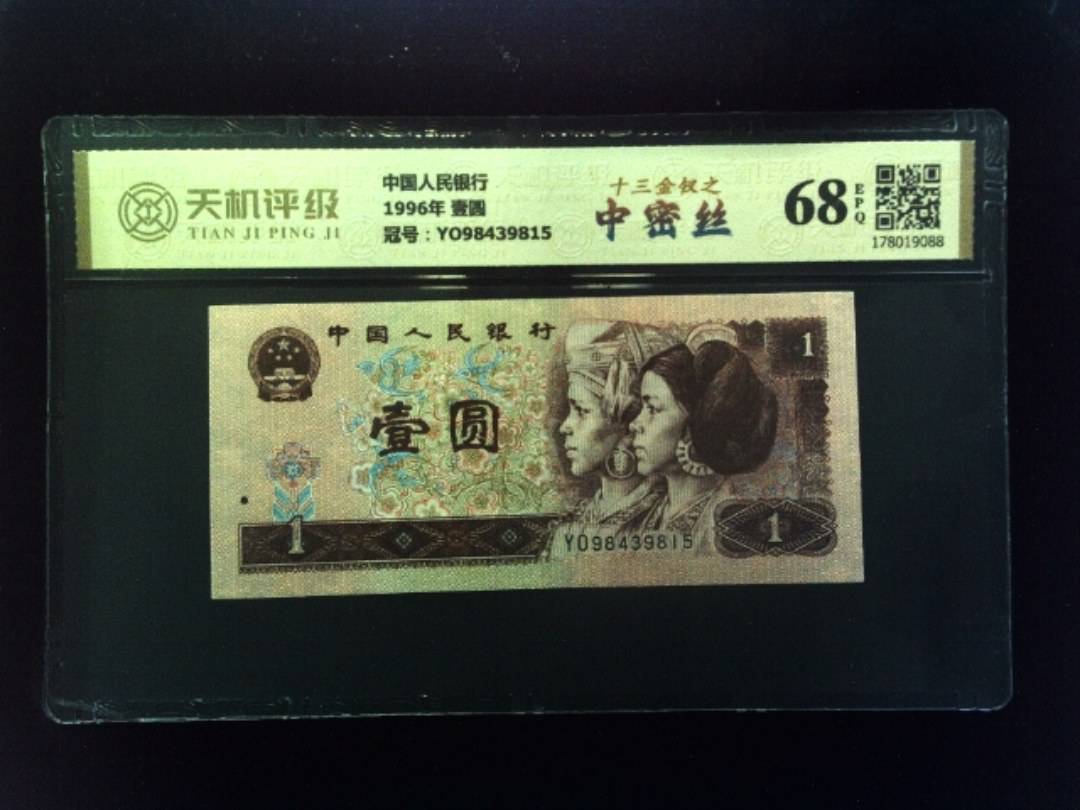 天机评级
TIAN JI PING JI
中国人民银行
1996年 壹圆
冠号：YO98439815
十三金钗之
中密丝
68
EPQ
178019088
中国人民银行
1
壹圆
1
YO98439815
1